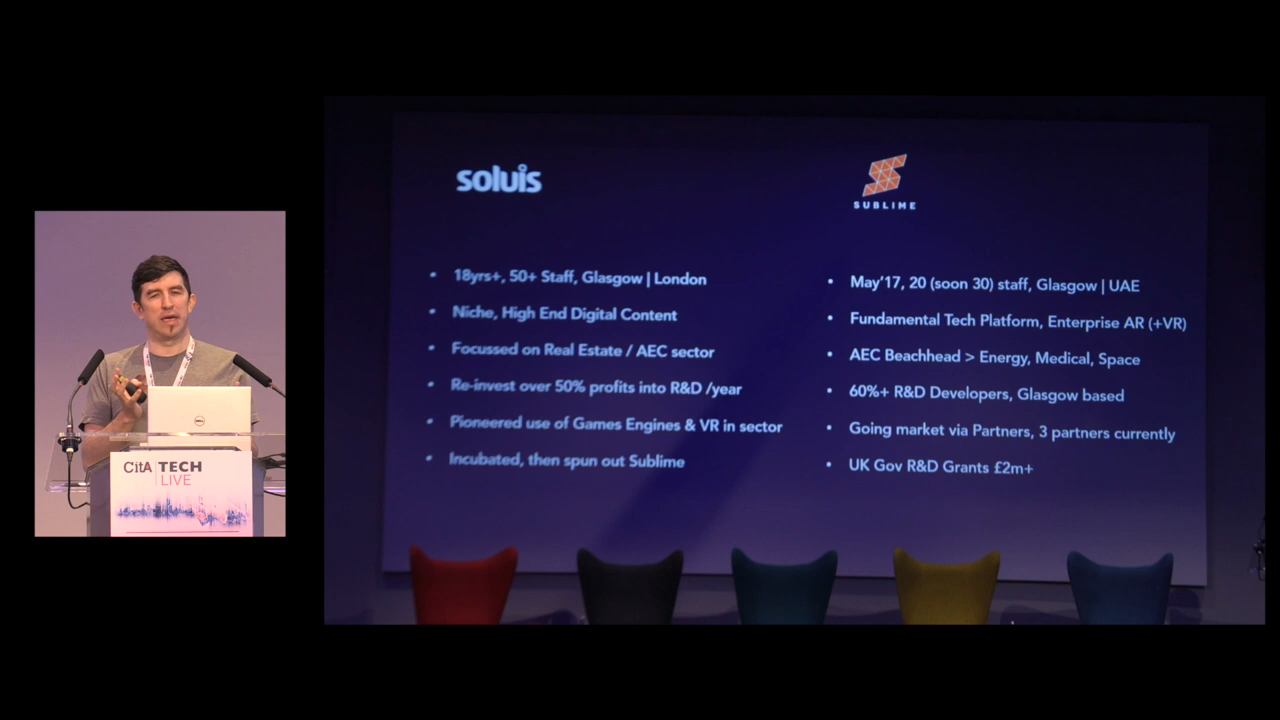 soluis
• 18yrs+, 50+ Staff, Glasgow | London
• Niche, High End Digital Content
• Focussed on Real Estate / AEC sector
• Re-invest over 50% profits into R&D /year
• Pioneered use of Games Engines & VR in sector
• Incubated, then spun out Sublime
SUBLIME
• May'17, 20 (soon 30) staff, Glasgow | UAE
• Fundamental Tech Platform, Enterprise AR (+VR)
• AEC Beachhead > Energy, Medical, Space
• 60%+ R&D Developers, Glasgow based
• Going market via Partners, 3 partners currently
• UK Gov R&D Grants £2m+
DELL
CitA TECH
LIVE